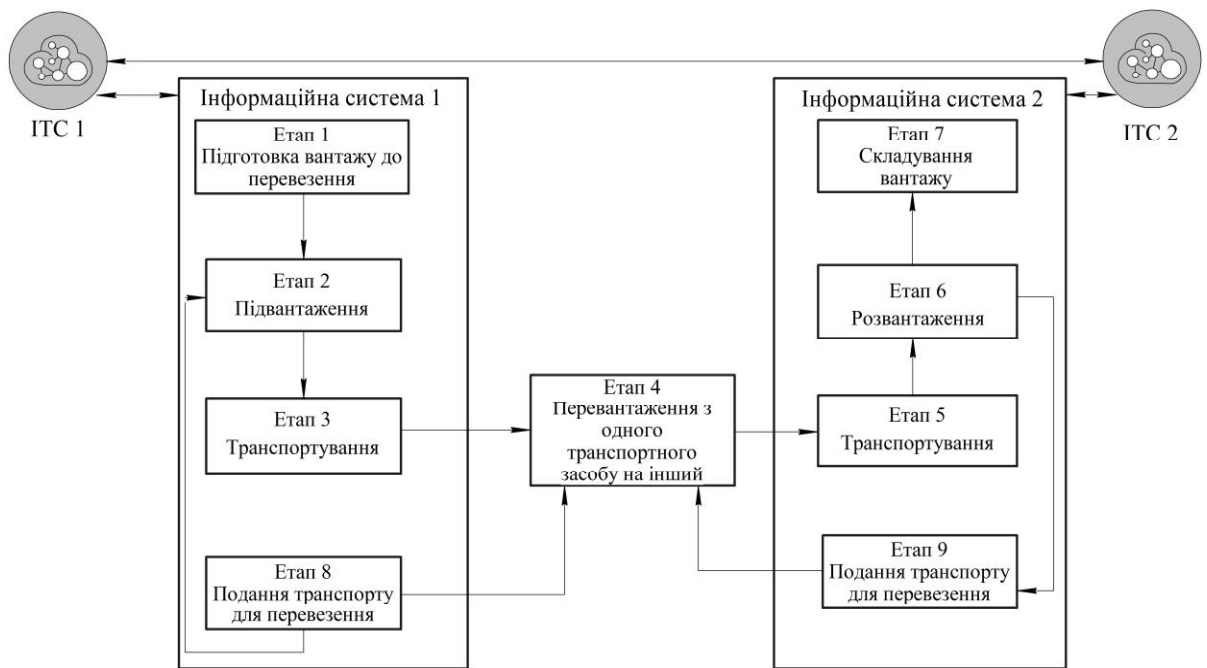 ІТС 1
Інформаційна система 1
Етап 1
Підготовка вантажу до
перевезення
Етап 2
Підвантаження
Етап 3
Транспортування
Етап 8
Подання транспорту
для перевезення
Етап 4
Перевантаження з
одного
транспортного
засобу на інший
Інформаційна система 2
Етап 7
Складування
вантажу
Етап 6
Розвантаження
Етап 5
Транспортування
Етап 9
Подання транспорту
для перевезення
ІТС 2